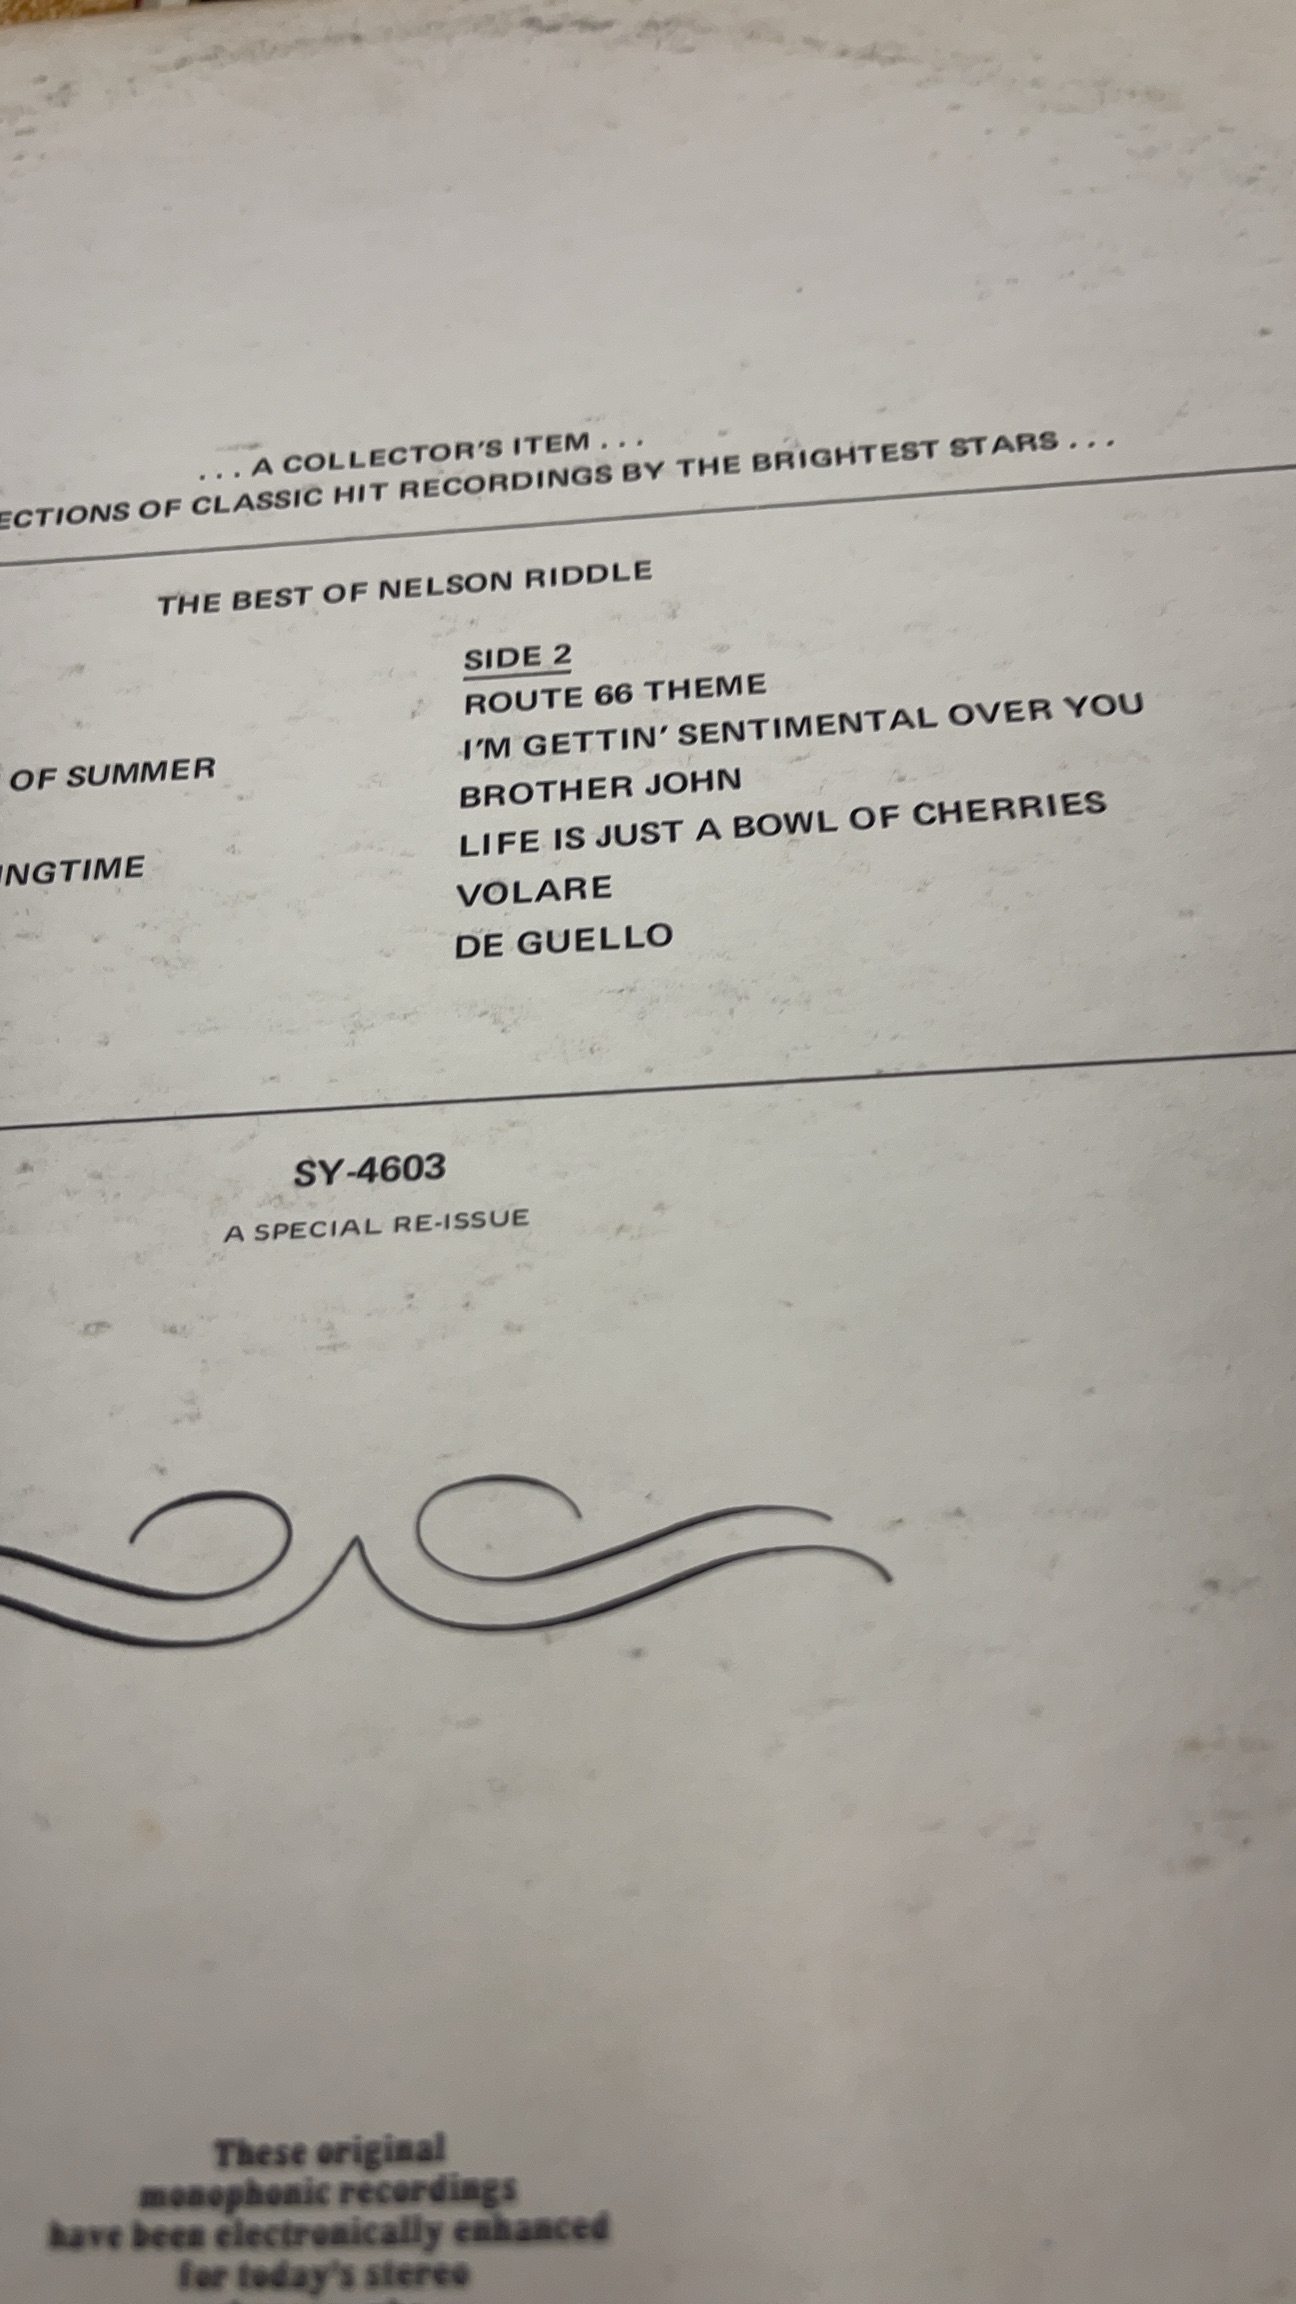 ... A COLLECTOR'S ITEM ...
ECTIONS OF CLASSIC HIT RECORDINGS BY THE BRIGHTEST STARS ...
THE BEST OF NELSON RIDDLE
SIDE 2
ROUTE 66 THEME
OF SUMMER
I'M GETTIN' SENTIMENTAL OVER YOU
BROTHER JOHN
INGTIME
LIFE IS JUST A BOWL OF CHERRIES
VOLARE
DE GUELLO
SY-4603
A SPECIAL RE-ISSUE
These original
monophonic recordings
have been electronically enhanced
for today's stereo